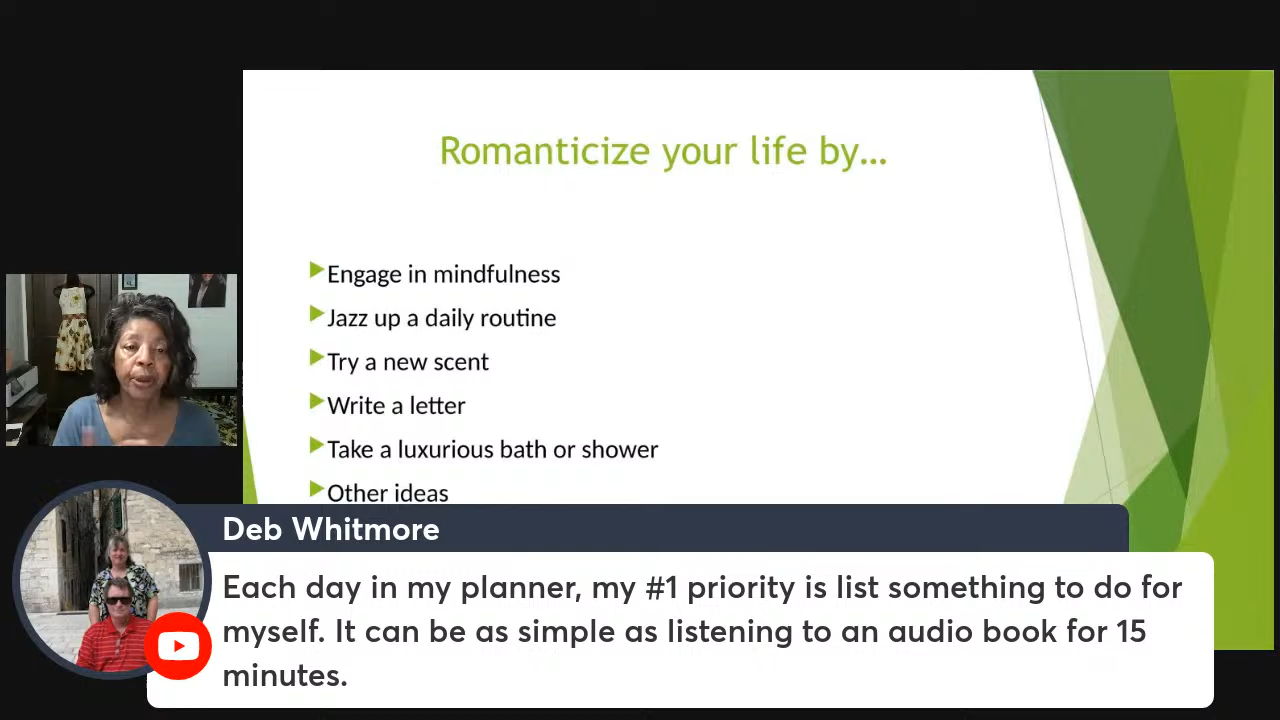 Romanticize your life by...
Engage in mindfulness
Jazz up a daily routine
Try a new scent
Write a letter
Take a luxurious bath or shower
Other ideas
Deb Whitmore
Each day in my planner, my #1 priority is list something to do for
myself. It can be as simple as listening to an audio book for 15
minutes.